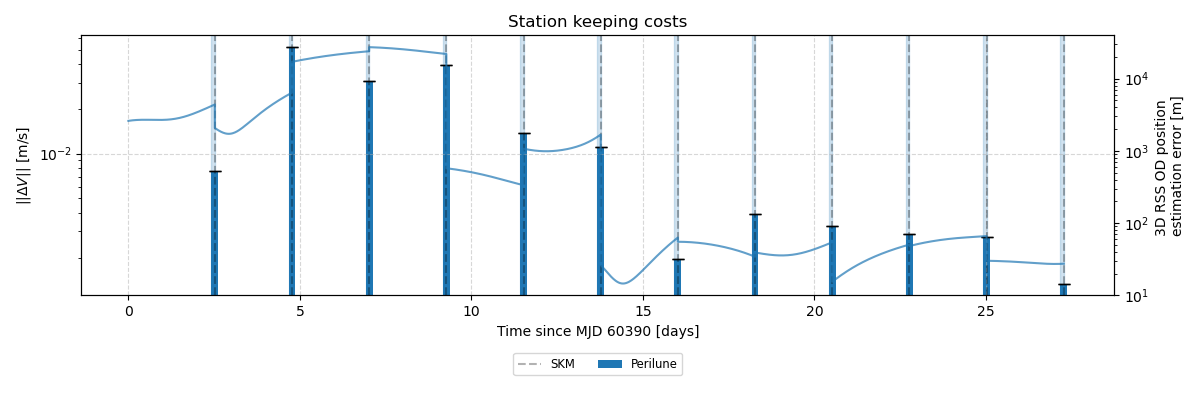 Station keeping costs
||ΔV|| [m/s]
10⁻²
10⁴
10³
10²
10¹
3D RSS OD position
estimation error [m]
0 5 10 15 20 25
Time since MJD 60390 [days]
SKM Perilune